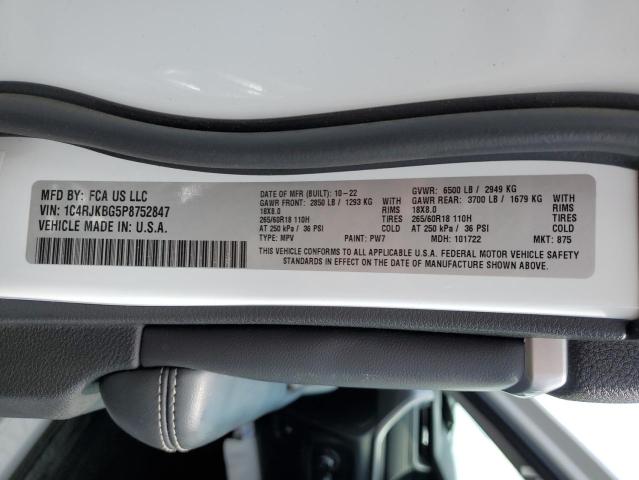 MFD BY: FCA US LLC
VIN: 1C4RJKBG5P8752847
VEHICLE MADE IN: U.S.A.
DATE OF MFR (BUILT): 10-22
GAWR FRONT: 2850 LB / 1293 KG
18X8.0 RIMS
265/60R18 110H TIRES
AT 250 kPa / 36 PSI COLD
GVWR: 6500 LB / 2949 KG
GAWR REAR: 3700 LB / 1679 KG
18X8.0 RIMS
265/60R18 110H TIRES
AT 250 kPa / 36 PSI COLD
TYPE: MPV PAINT: PW7 MDH: 101722 MKT: 875
THIS VEHICLE CONFORMS TO ALL APPLICABLE U.S.A. FEDERAL MOTOR VEHICLE SAFETY
STANDARDS IN EFFECT ON THE DATE OF MANUFACTURE SHOWN ABOVE.